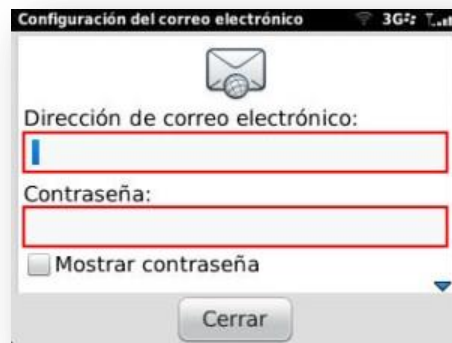 Configuración del correo electrónico 3G
Dirección de correo electrónico:
Contraseña:
Mostrar contraseña
Cerrar